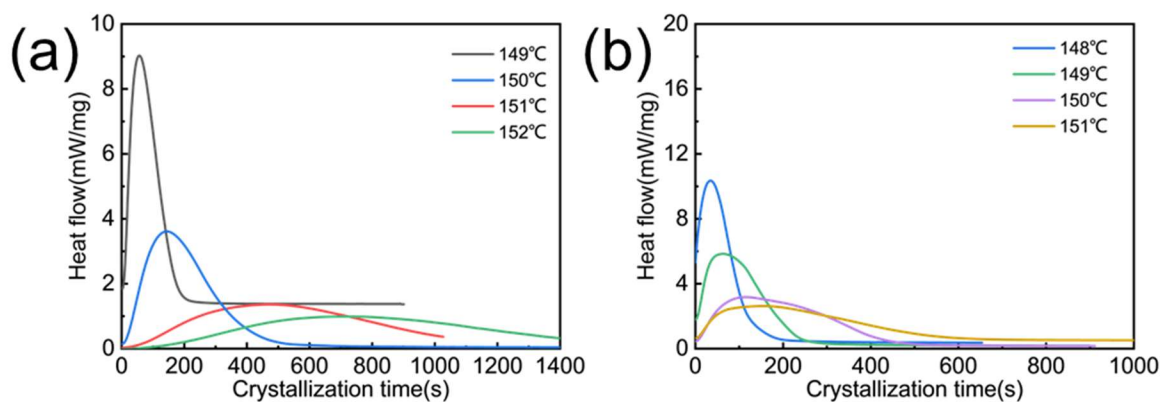 (a)
Heat flow(mW/mg)
10
8
6
4
2
0
149℃
150℃
151℃
152℃
0 200 400 600 800 1000 1200 1400
Crystallization time(s)
(b)
Heat flow(mW/mg)
20
16
12
8
4
0
148℃
149℃
150℃
151℃
0 200 400 600 800 1000
Crystallization time(s)